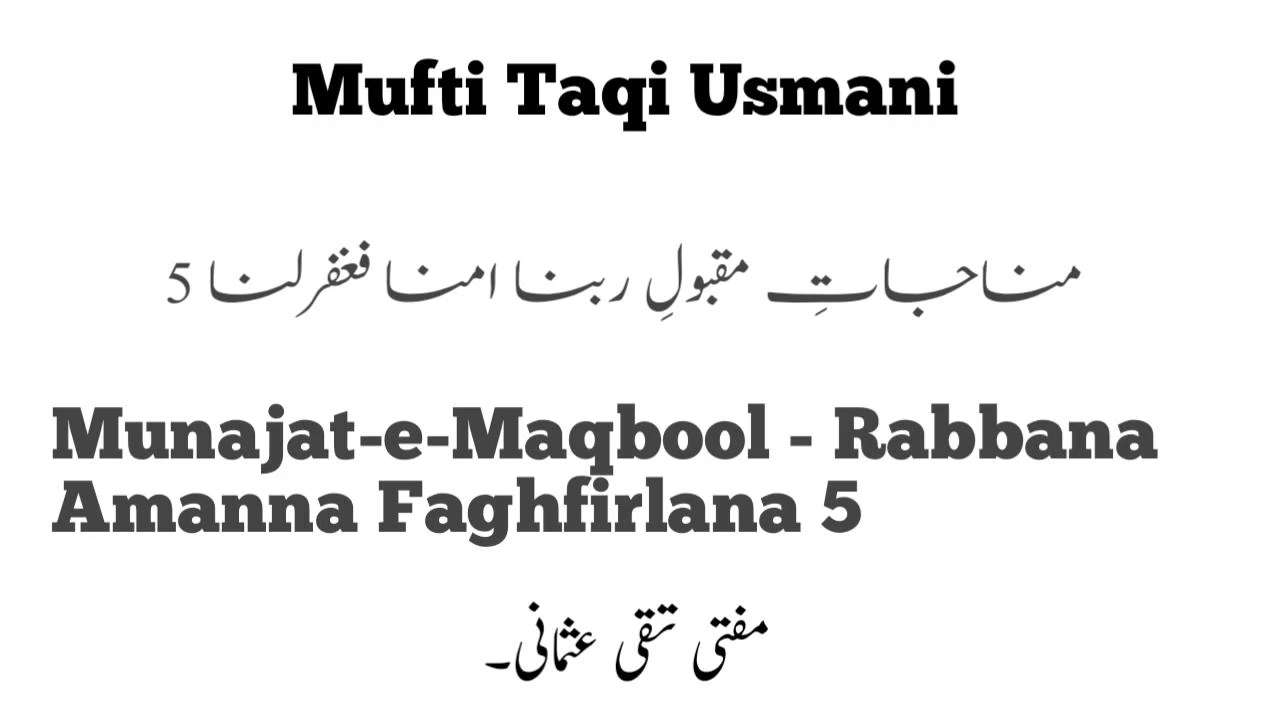 Mufti Taqi Usmani
مناجاتِ مقبولِ ربنا امنا فغفرلنا 5
Munajat-e-Maqbool - Rabbana
Amanna Faghfirlana 5
مفتی تقی عثمانی۔